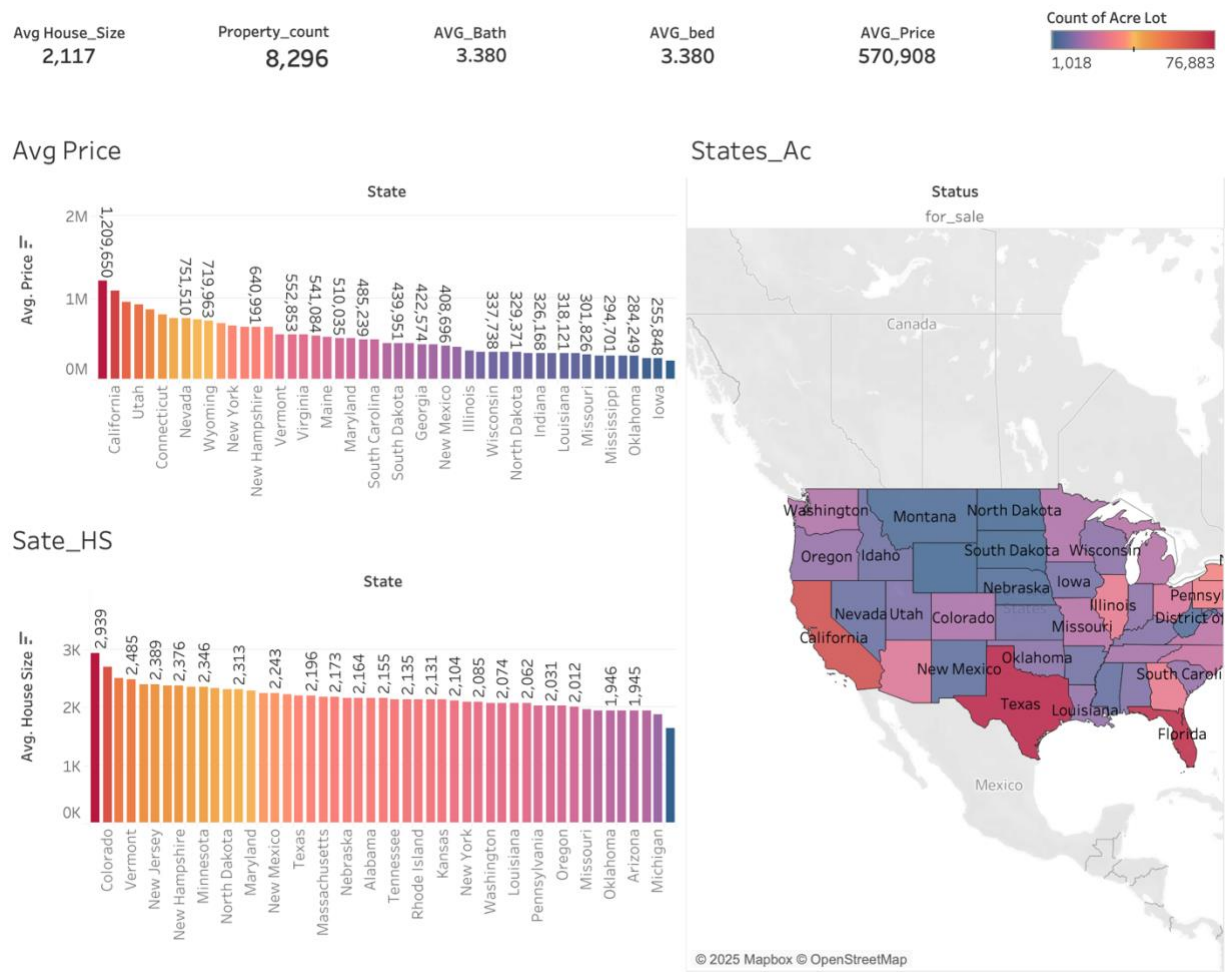 Avg House_Size
2,117
Property_count
8,296
AVG_Bath
3.380
AVG_bed
3.380
AVG_Price
570,908
Count of Acre Lot
1,018 76,883
Avg Price
State
Avg. Price
2M
1M
0M
1,209,650
751,510
719,963
640,991
552,853
541,084
510,035
485,239
439,951
422,574
408,696
337,738
329,371
326,168
318,121
301,826
294,701
284,249
255,848
California
Utah
Connecticut
Nevada
Wyoming
New York
New Hampshire
Vermont
Virginia
Maine
Maryland
South Carolina
South Dakota
Georgia
New Mexico
Illinois
Wisconsin
North Dakota
Indiana
Louisiana
Missouri
Mississippi
Oklahoma
Iowa
Sate_HS
State
Avg. House Size
3K
2K
1K
0K
2,939
2,485
2,389
2,376
2,346
2,313
2,243
2,196
2,173
2,164
2,155
2,135
2,131
2,104
2,085
2,074
2,062
2,031
2,012
1,946
1,945
Colorado
Vermont
New Jersey
New Hampshire
Minnesota
North Dakota
Maryland
New Mexico
Texas
Massachusetts
Nebraska
Alabama
Tennessee
Rhode Island
Kansas
New York
Washington
Louisiana
Pennsylvania
Oregon
Missouri
Oklahoma
Arizona
Michigan
States_Ac
Status
for_sale
Canada
Washington
Montana
North Dakota
Oregon
Idaho
South Dakota
Wisconsin
Nebraska
Iowa
Pennsyl
Nevada
Utah
States
Illinois
District o
Colorado
Missouri
California
New Mexico
Oklahoma
South Caroli
Texas
Louisiana
Florida
Mexico
© 2025 Mapbox © OpenStreetMap